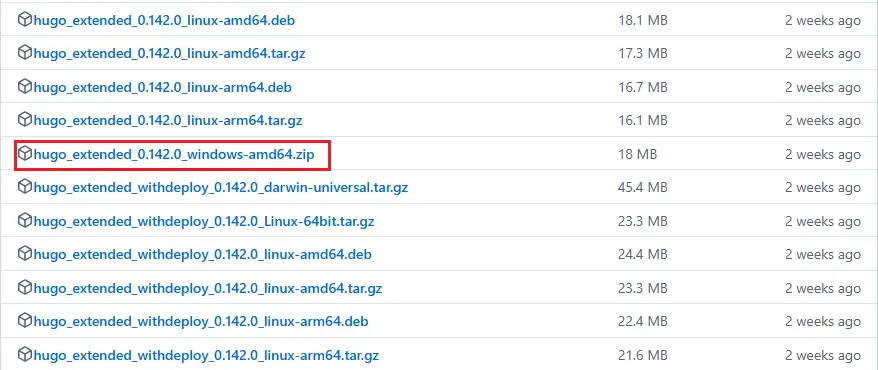 hugo_extended_0.142.0_linux-amd64.deb 18.1 MB 2 weeks ago
hugo_extended_0.142.0_linux-amd64.tar.gz 17.3 MB 2 weeks ago
hugo_extended_0.142.0_linux-arm64.deb 16.7 MB 2 weeks ago
hugo_extended_0.142.0_linux-arm64.tar.gz 16.1 MB 2 weeks ago
hugo_extended_0.142.0_windows-amd64.zip 18 MB 2 weeks ago
hugo_extended_withdeploy_0.142.0_darwin-universal.tar.gz 45.4 MB 2 weeks ago
hugo_extended_withdeploy_0.142.0_Linux-64bit.tar.gz 23.3 MB 2 weeks ago
hugo_extended_withdeploy_0.142.0_linux-amd64.deb 24.4 MB 2 weeks ago
hugo_extended_withdeploy_0.142.0_linux-amd64.tar.gz 23.3 MB 2 weeks ago
hugo_extended_withdeploy_0.142.0_linux-arm64.deb 22.4 MB 2 weeks ago
hugo_extended_withdeploy_0.142.0_linux-arm64.tar.gz 21.6 MB 2 weeks ago